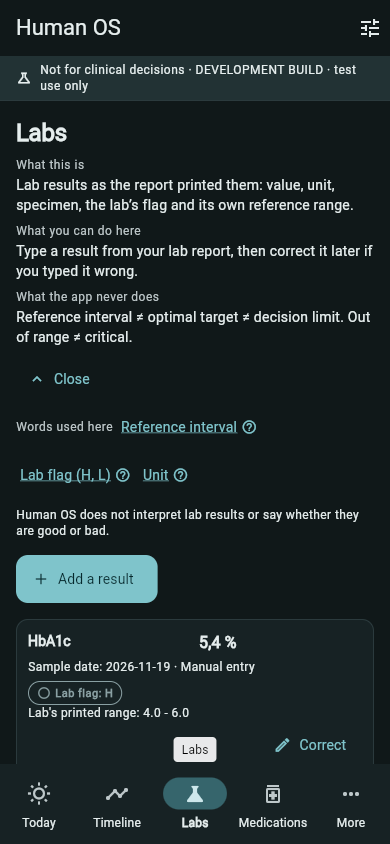 Human OS
Not for clinical decisions · DEVELOPMENT BUILD · test
use only
Labs
What this is
Lab results as the report printed them: value, unit,
specimen, the lab’s flag and its own reference range.
What you can do here
Type a result from your lab report, then correct it later if
you typed it wrong.
What the app never does
Reference interval ≠ optimal target ≠ decision limit. Out
of range ≠ critical.
Close
Words used here Reference interval
Lab flag (H, L) Unit
Human OS does not interpret lab results or say whether they
are good or bad.
+ Add a result
HbA1c 5,4 %
Sample date: 2026-11-19 · Manual entry
Lab flag: H
Lab's printed range: 4.0 - 6.0
Labs
Correct
Today Timeline Labs Medications More